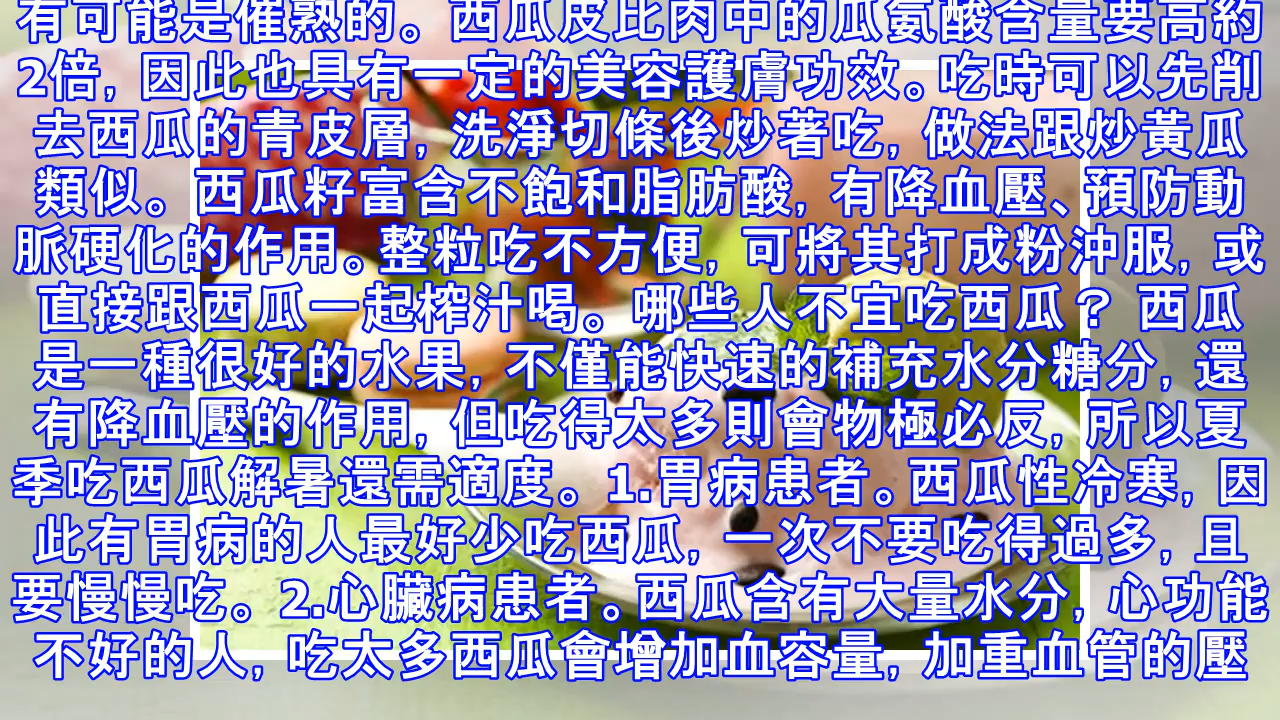 有可能是催熟的。西瓜皮比肉中的瓜氨酸含量要高約
2倍, 因此也具有一定的美容護膚功效。吃時可以先削
去西瓜的青皮層, 洗淨切條後炒著吃, 做法跟炒黃瓜
類似。西瓜籽富含不飽和脂肪酸, 有降血壓、預防動
脈硬化的作用。整粒吃不方便, 可將其打成粉沖服, 或
直接跟西瓜一起榨汁喝。哪些人不宜吃西瓜？ 西瓜
是一種很好的水果, 不僅能快速的補充水分糖分, 還
有降血壓的作用, 但吃得太多則會物極必反, 所以夏
季吃西瓜解暑還需適度。1.胃病患者。西瓜性冷寒, 因
此有胃病的人最好少吃西瓜, 一次不要吃得過多, 且
要慢慢吃。2.心臟病患者。西瓜含有大量水分, 心功能
不好的人, 吃太多西瓜會增加血容量, 加重血管的壓